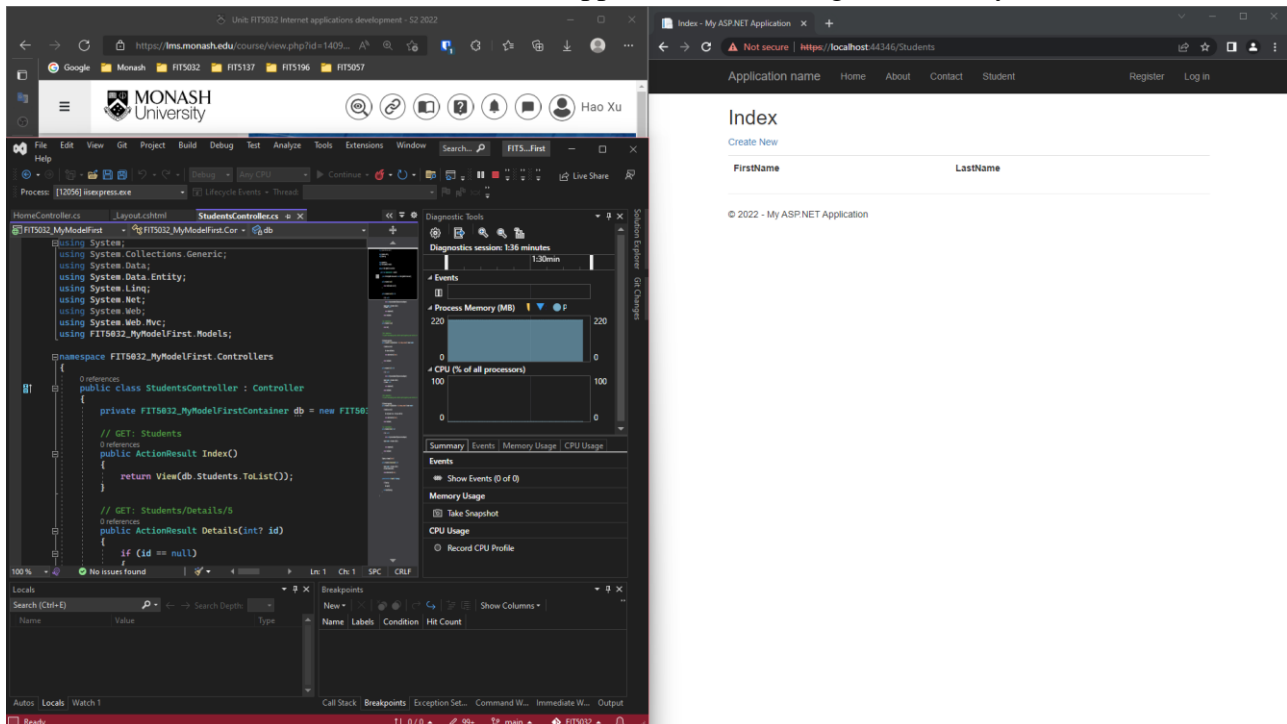 Unit: FIT5032 Internet applications development - S2 2022
https://lms.monash.edu/course/view.php?id=1409...
Google Monash FIT5032 FIT5137 FIT5196 FIT5057
MONASH
University
Hao Xu
File Edit View Git Project Build Debug Test Analyze Tools Extensions Window
Search... FIT5...First
Help
Debug Any CPU Continue Live Share
Process: [12056] iisexpress.exe Lifecycle Events Thread:
HomeController.cs _Layout.cshtml StudentsController.cs
FIT5032_MyModelFirst FIT5032_MyModelFirst.Cor db
using System;
using System.Collections.Generic;
using System.Data;
using System.Data.Entity;
using System.Linq;
using System.Net;
using System.Web;
using System.Web.Mvc;
using FIT5032_MyModelFirst.Models;
namespace FIT5032_MyModelFirst.Controllers
{
0 references
public class StudentsController : Controller
{
private FIT5032_MyModelFirstContainer db = new FIT503
// GET: Students
0 references
public ActionResult Index()
{
return View(db.Students.ToList());
}
// GET: Students/Details/5
0 references
public ActionResult Details(int? id)
{
if (id == null)
{
100 % No issues found Ln: 1 Ch: 1 SPC CRLF
Diagnostic Tools
Diagnostics session: 1:36 minutes
1:30min
Events
Process Memory (MB) P
220 220
0 0
CPU (% of all processors)
100 100
0 0
Summary Events Memory Usage CPU Usage
Events
Show Events (0 of 0)
Memory Usage
Take Snapshot
CPU Usage
Record CPU Profile
Solution Explorer
Git Changes
Locals
Search (Ctrl+E) Search Depth:
Name Value Type
Autos Locals Watch 1
Breakpoints
New Show Columns
Name Labels Condition Hit Count
Call Stack Breakpoints Exception Set... Command W... Immediate W... Output
Ready 0 / 0 99+ main FIT5032
Index - My ASP.NET Application
Not secure | https://localhost:44346/Students
Application name Home About Contact Student Register Log in
Index
Create New
FirstName LastName
© 2022 - My ASP.NET Application